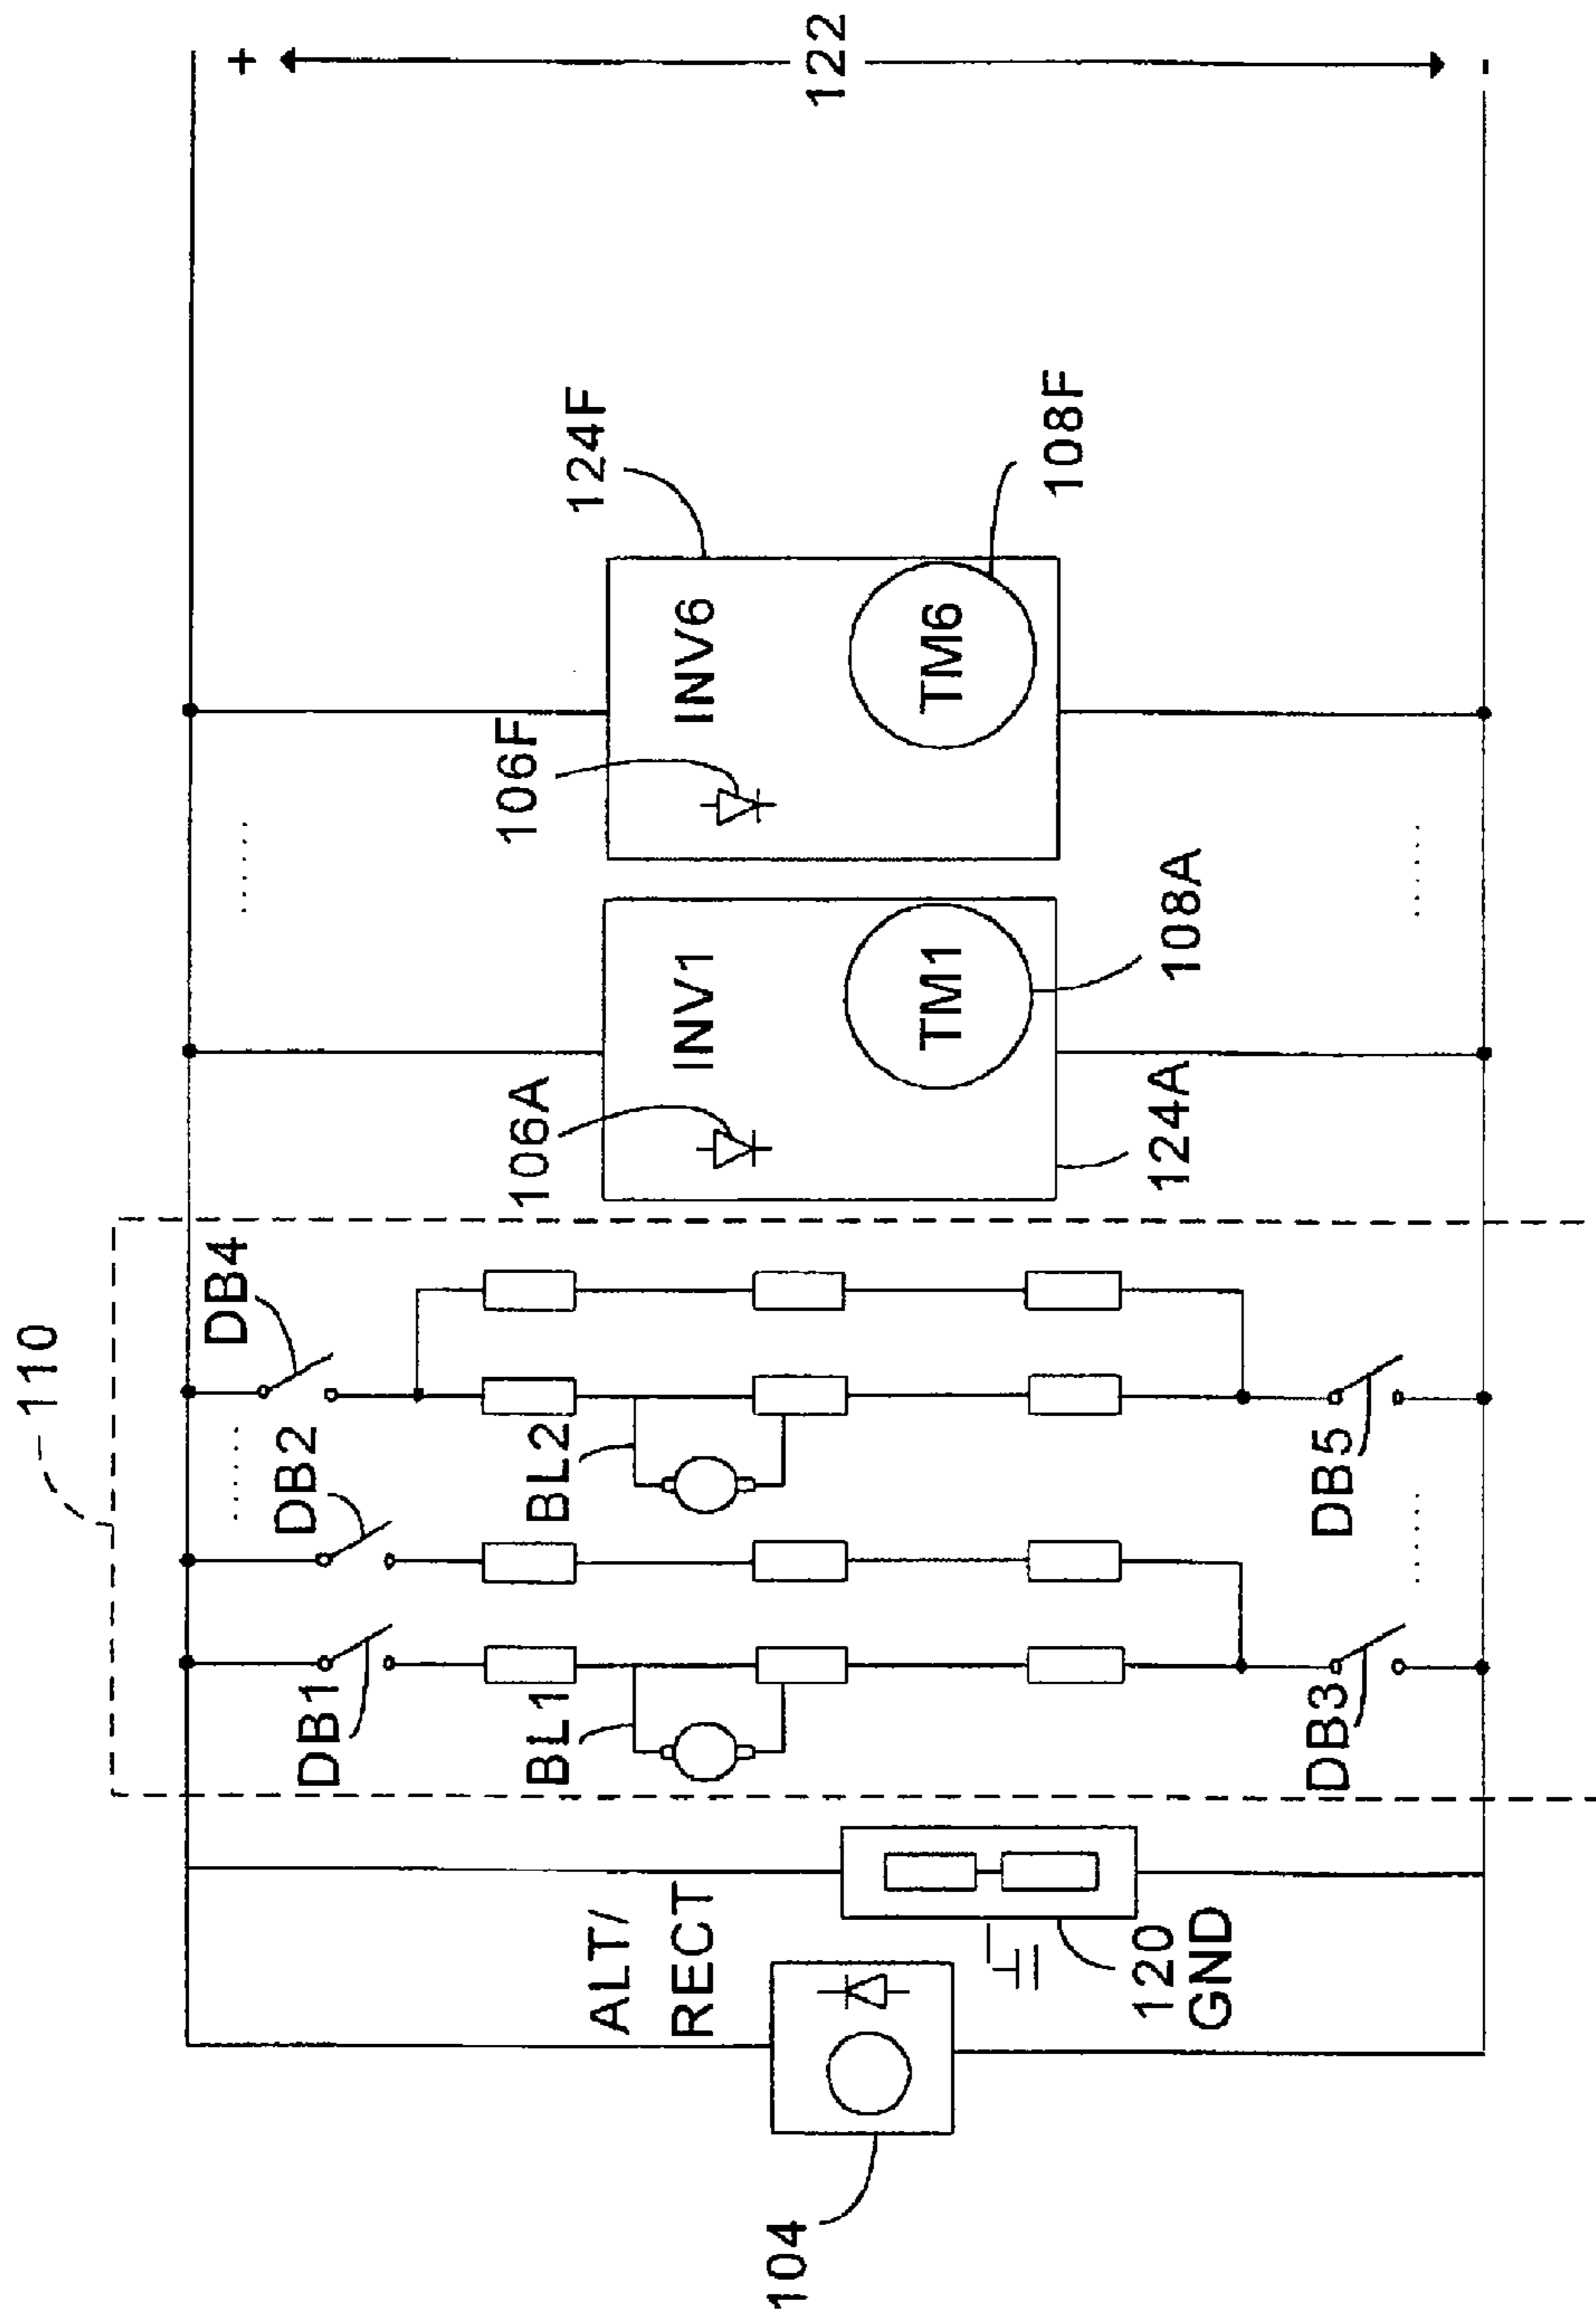 110
DB1
DB2
DB4
BL1
BL2
DB3
DB5
104
ALT/
RECT
120
GND
106A
INV1
TM1
108A
124A
106F
INV6
TM6
124F
108F
+
122
-